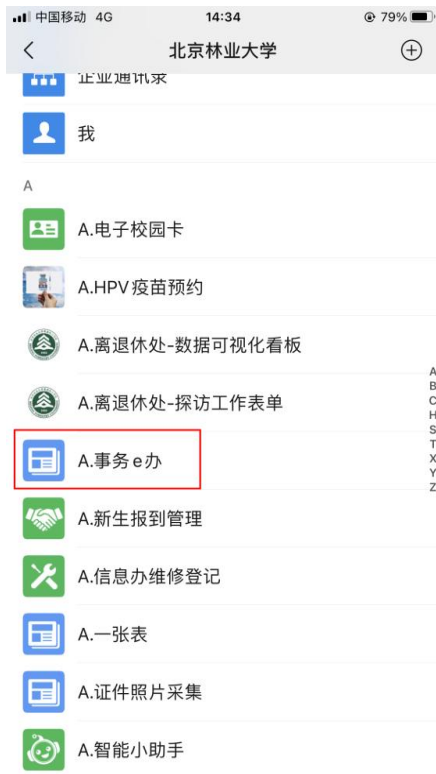 中国移动 4G 14:34 79%
北京林业大学
企业通讯录
我
A
A.电子校园卡
A.HPV疫苗预约
A.离退休处-数据可视化看板
A.离退休处-探访工作表单
A.事务e办
A.新生报到管理
A.信息办维修登记
A.一张表
A.证件照片采集
A.智能小助手
A
B
C
H
S
T
X
Y
Z